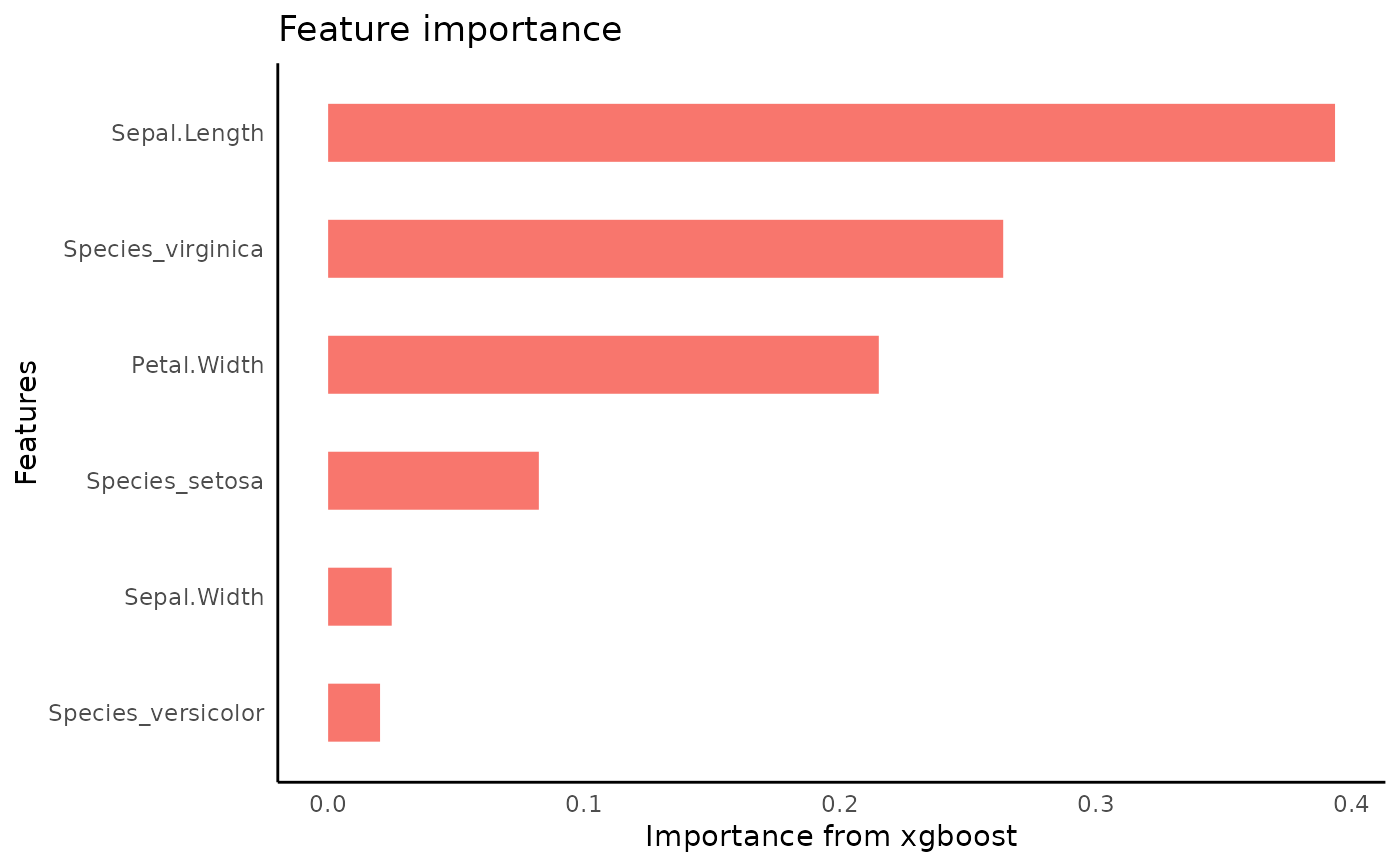 Feature importance
Sepal.Length
Species_virginica
Petal.Width
Species_setosa
Sepal.Width
Species_versicolor
Features
0.0 0.1 0.2 0.3 0.4
Importance from xgboost